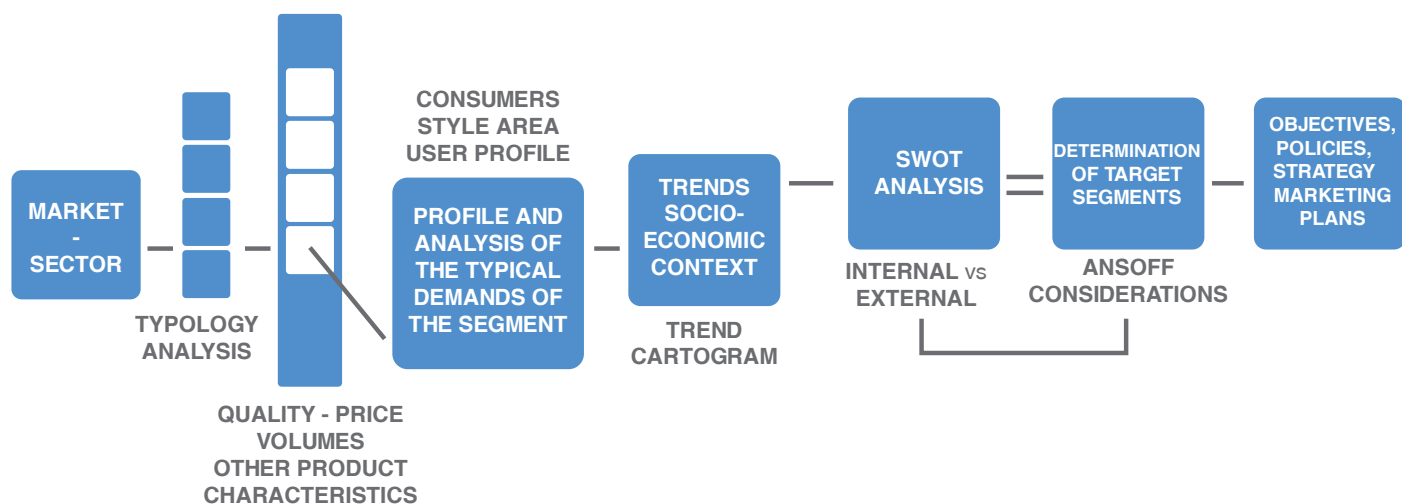 MARKET
-
SECTOR
TYPOLOGY
ANALYSIS
QUALITY - PRICE
VOLUMES
OTHER PRODUCT
CHARACTERISTICS
CONSUMERS
STYLE AREA
USER PROFILE
PROFILE AND
ANALYSIS OF
THE TYPICAL
DEMANDS OF
THE SEGMENT
TRENDS
SOCIO-
ECONOMIC
CONTEXT
TREND
CARTOGRAM
SWOT
ANALYSIS
INTERNAL vs
EXTERNAL
DETERMINATION
OF TARGET
SEGMENTS
ANSOFF
CONSIDERATIONS
OBJECTIVES,
POLICIES,
STRATEGY
MARKETING
PLANS